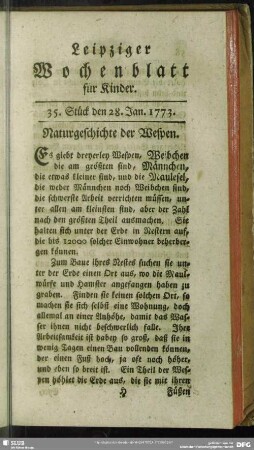 Leipziger
Wochenblatt
für Kinder.
35. Stück den 28. Jan. 1773.
Naturgeschichte der Wespen.
Es giebt dreyerley Wespen, Weibchen
die am größten sind, Männchen,
die etwas kleiner sind, und die Maulesel,
die weder Männchen noch Weibchen sind,
die schwerste Arbeit verrichten müssen, un-
ter allen am kleinsten sind, aber der Zahl
nach den größten Theil ausmachen. Sie
halten sich unter der Erde in Nestern auf,
die bis 12000 solcher Einwohner beherber-
gen können.
Zum Baue ihres Nestes suchen sie un-
ter der Erde einen Ort aus, wo die Maul-
würfe und Hamster angefangen haben zu
graben. Finden sie keinen solchen Ort, so
machen sie sich selbst eine Wohnung, doch
allemal an einer Anhöhe, damit das Was-
ser ihnen nicht beschwerlich falle. Ihre
Arbeitsamkeit ist dabey so groß, daß sie in
wenig Tagen einen Bau vollenden können,
der einen Fuß hoch, ja oft noch höher,
und eben so breit ist. Ein Theil der Wes-
pen höhlet die Erde aus, die sie mit ihren
Füßen